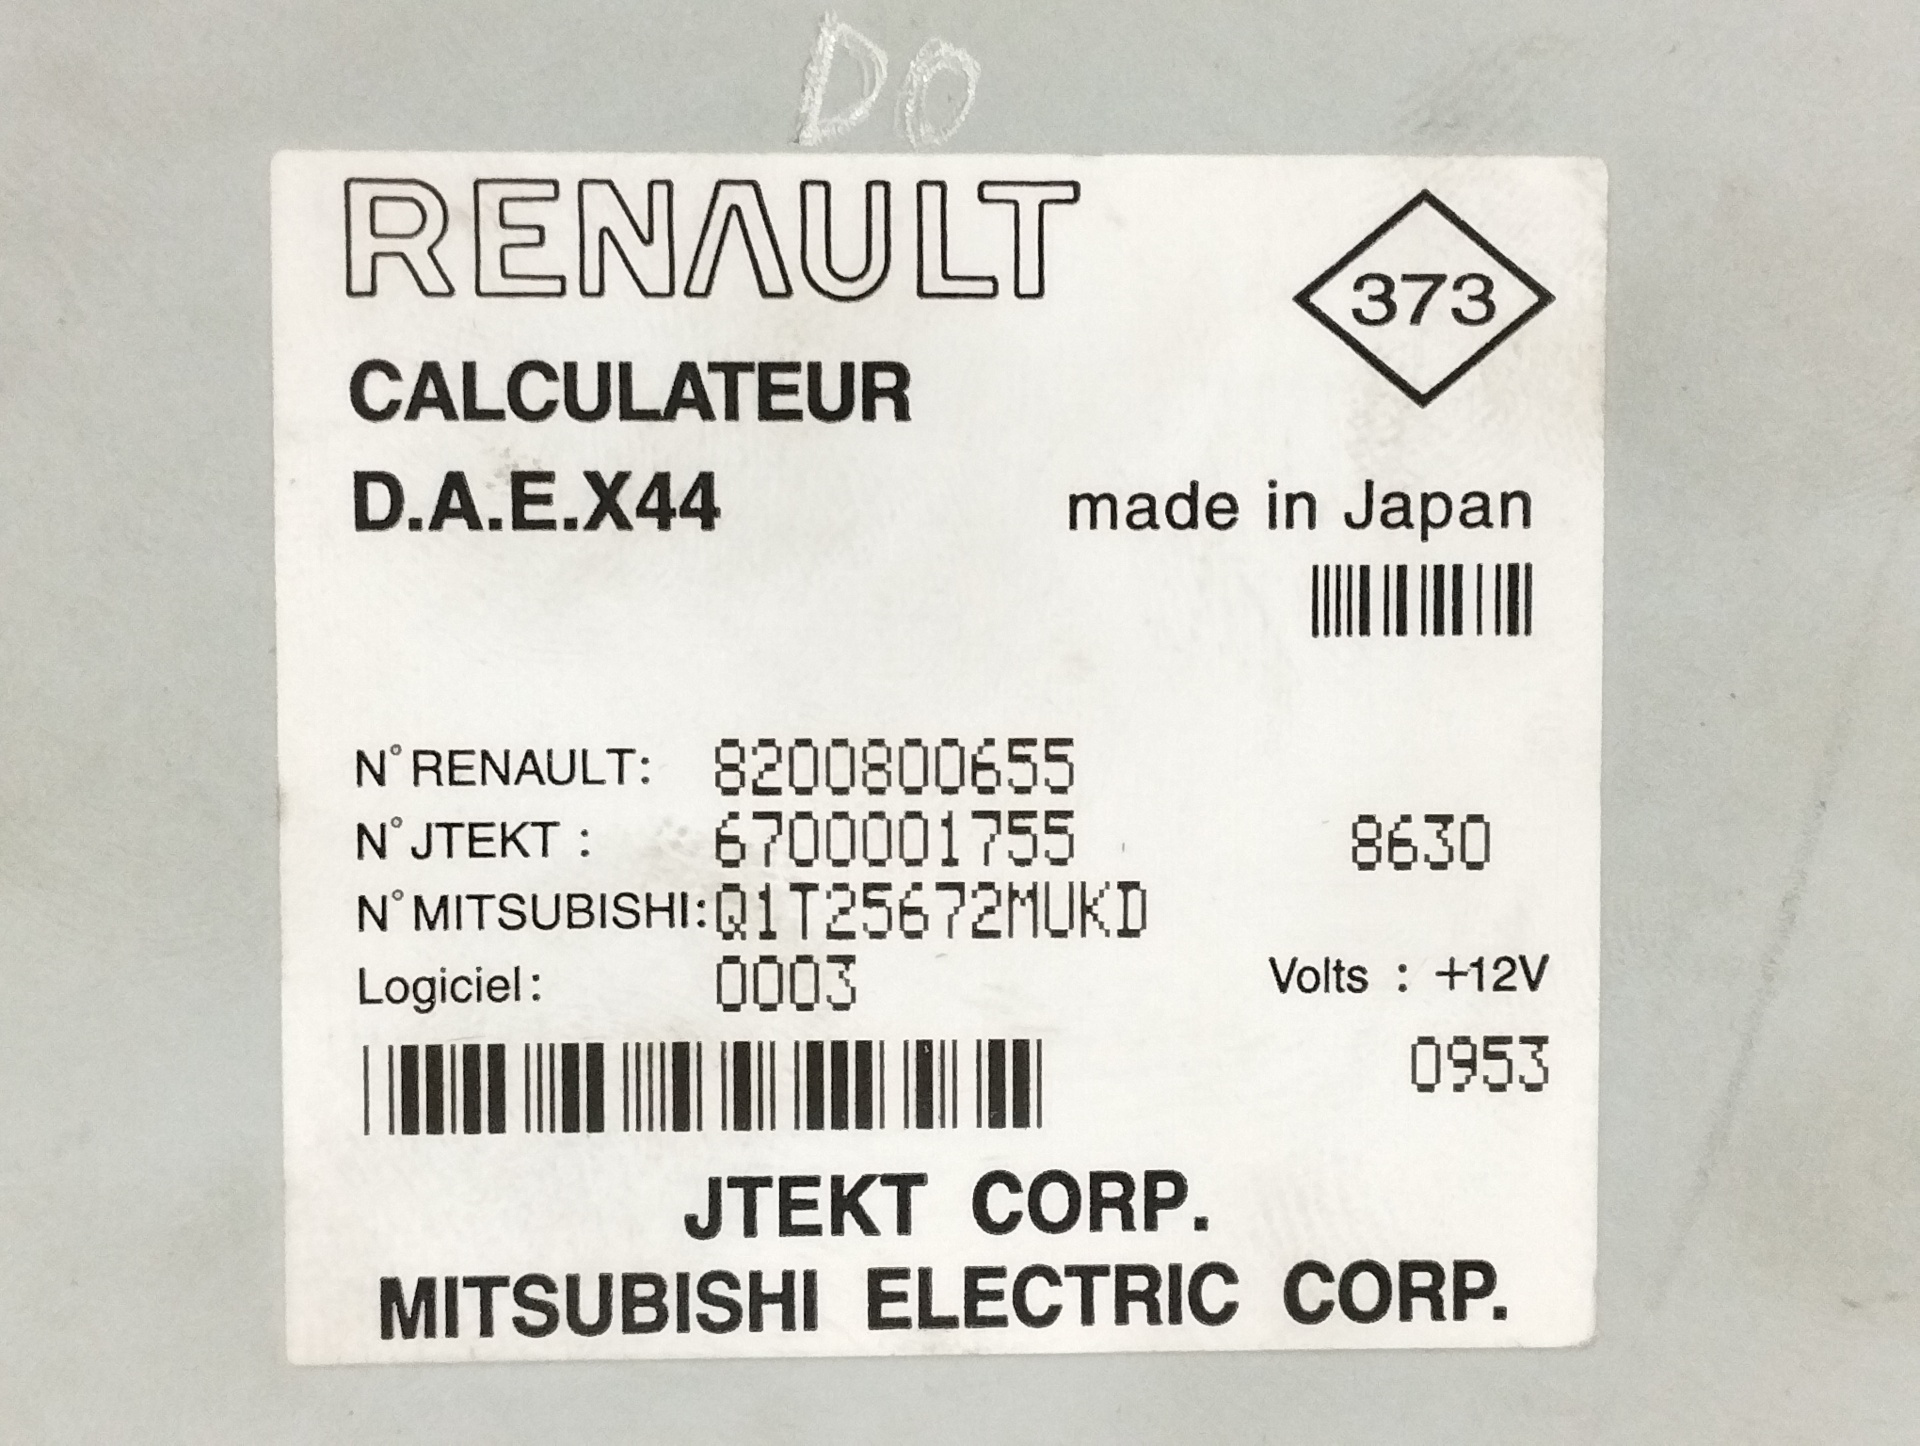 DO
RENAULT
373
CALCULATEUR
D.A.E.X44
made in Japan
N° RENAULT: 8200800655
N° JTEKT : 6700001755
8630
N° MITSUBISHI: Q1T25672MUKD
Logiciel: 0003
Volts : +12V
0953
JTEKT CORP.
MITSUBISHI ELECTRIC CORP.